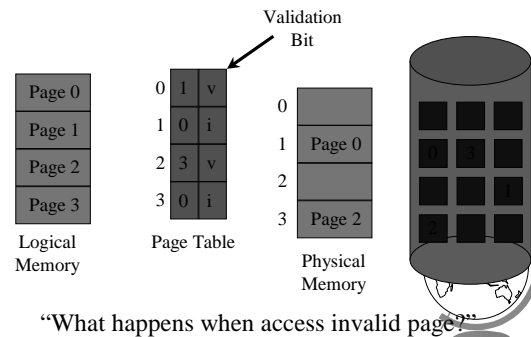 Validation
Bit
Page 0
Page 1
Page 2
Page 3
Logical
Memory
0 1 v
1 0 i
2 3 v
3 0 i
Page Table
0
1 Page 0
2
3 Page 2
Physical
Memory
0 3
1
2
“What happens when access invalid page?”